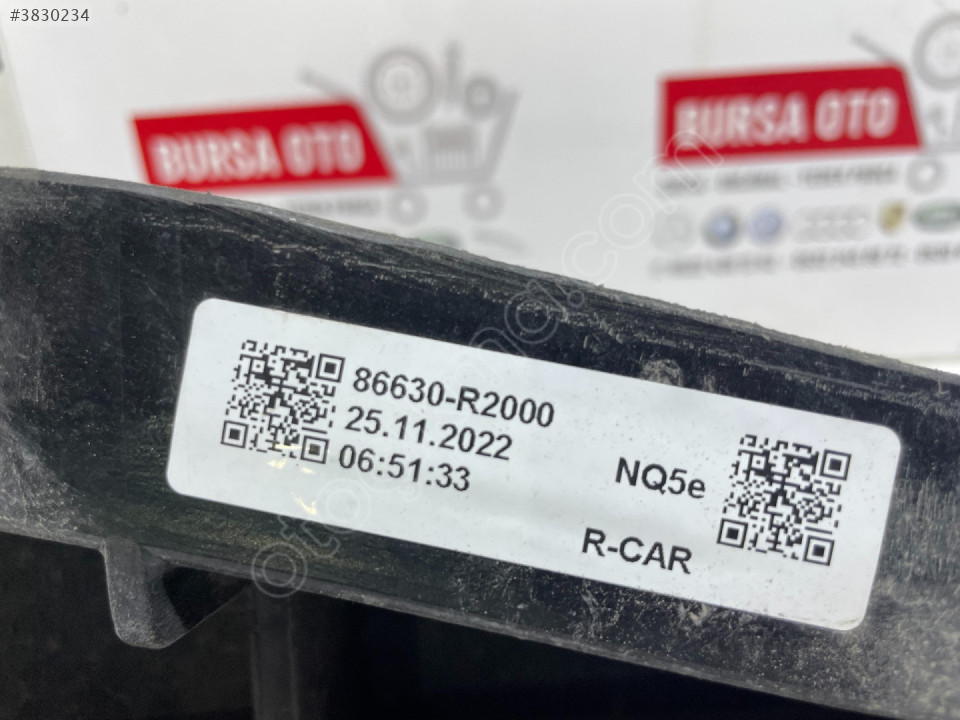 #3830234
BURSA OTO
BURSA OTO
86630-R2000
25.11.2022
06:51:33
NQ5e
R-CAR